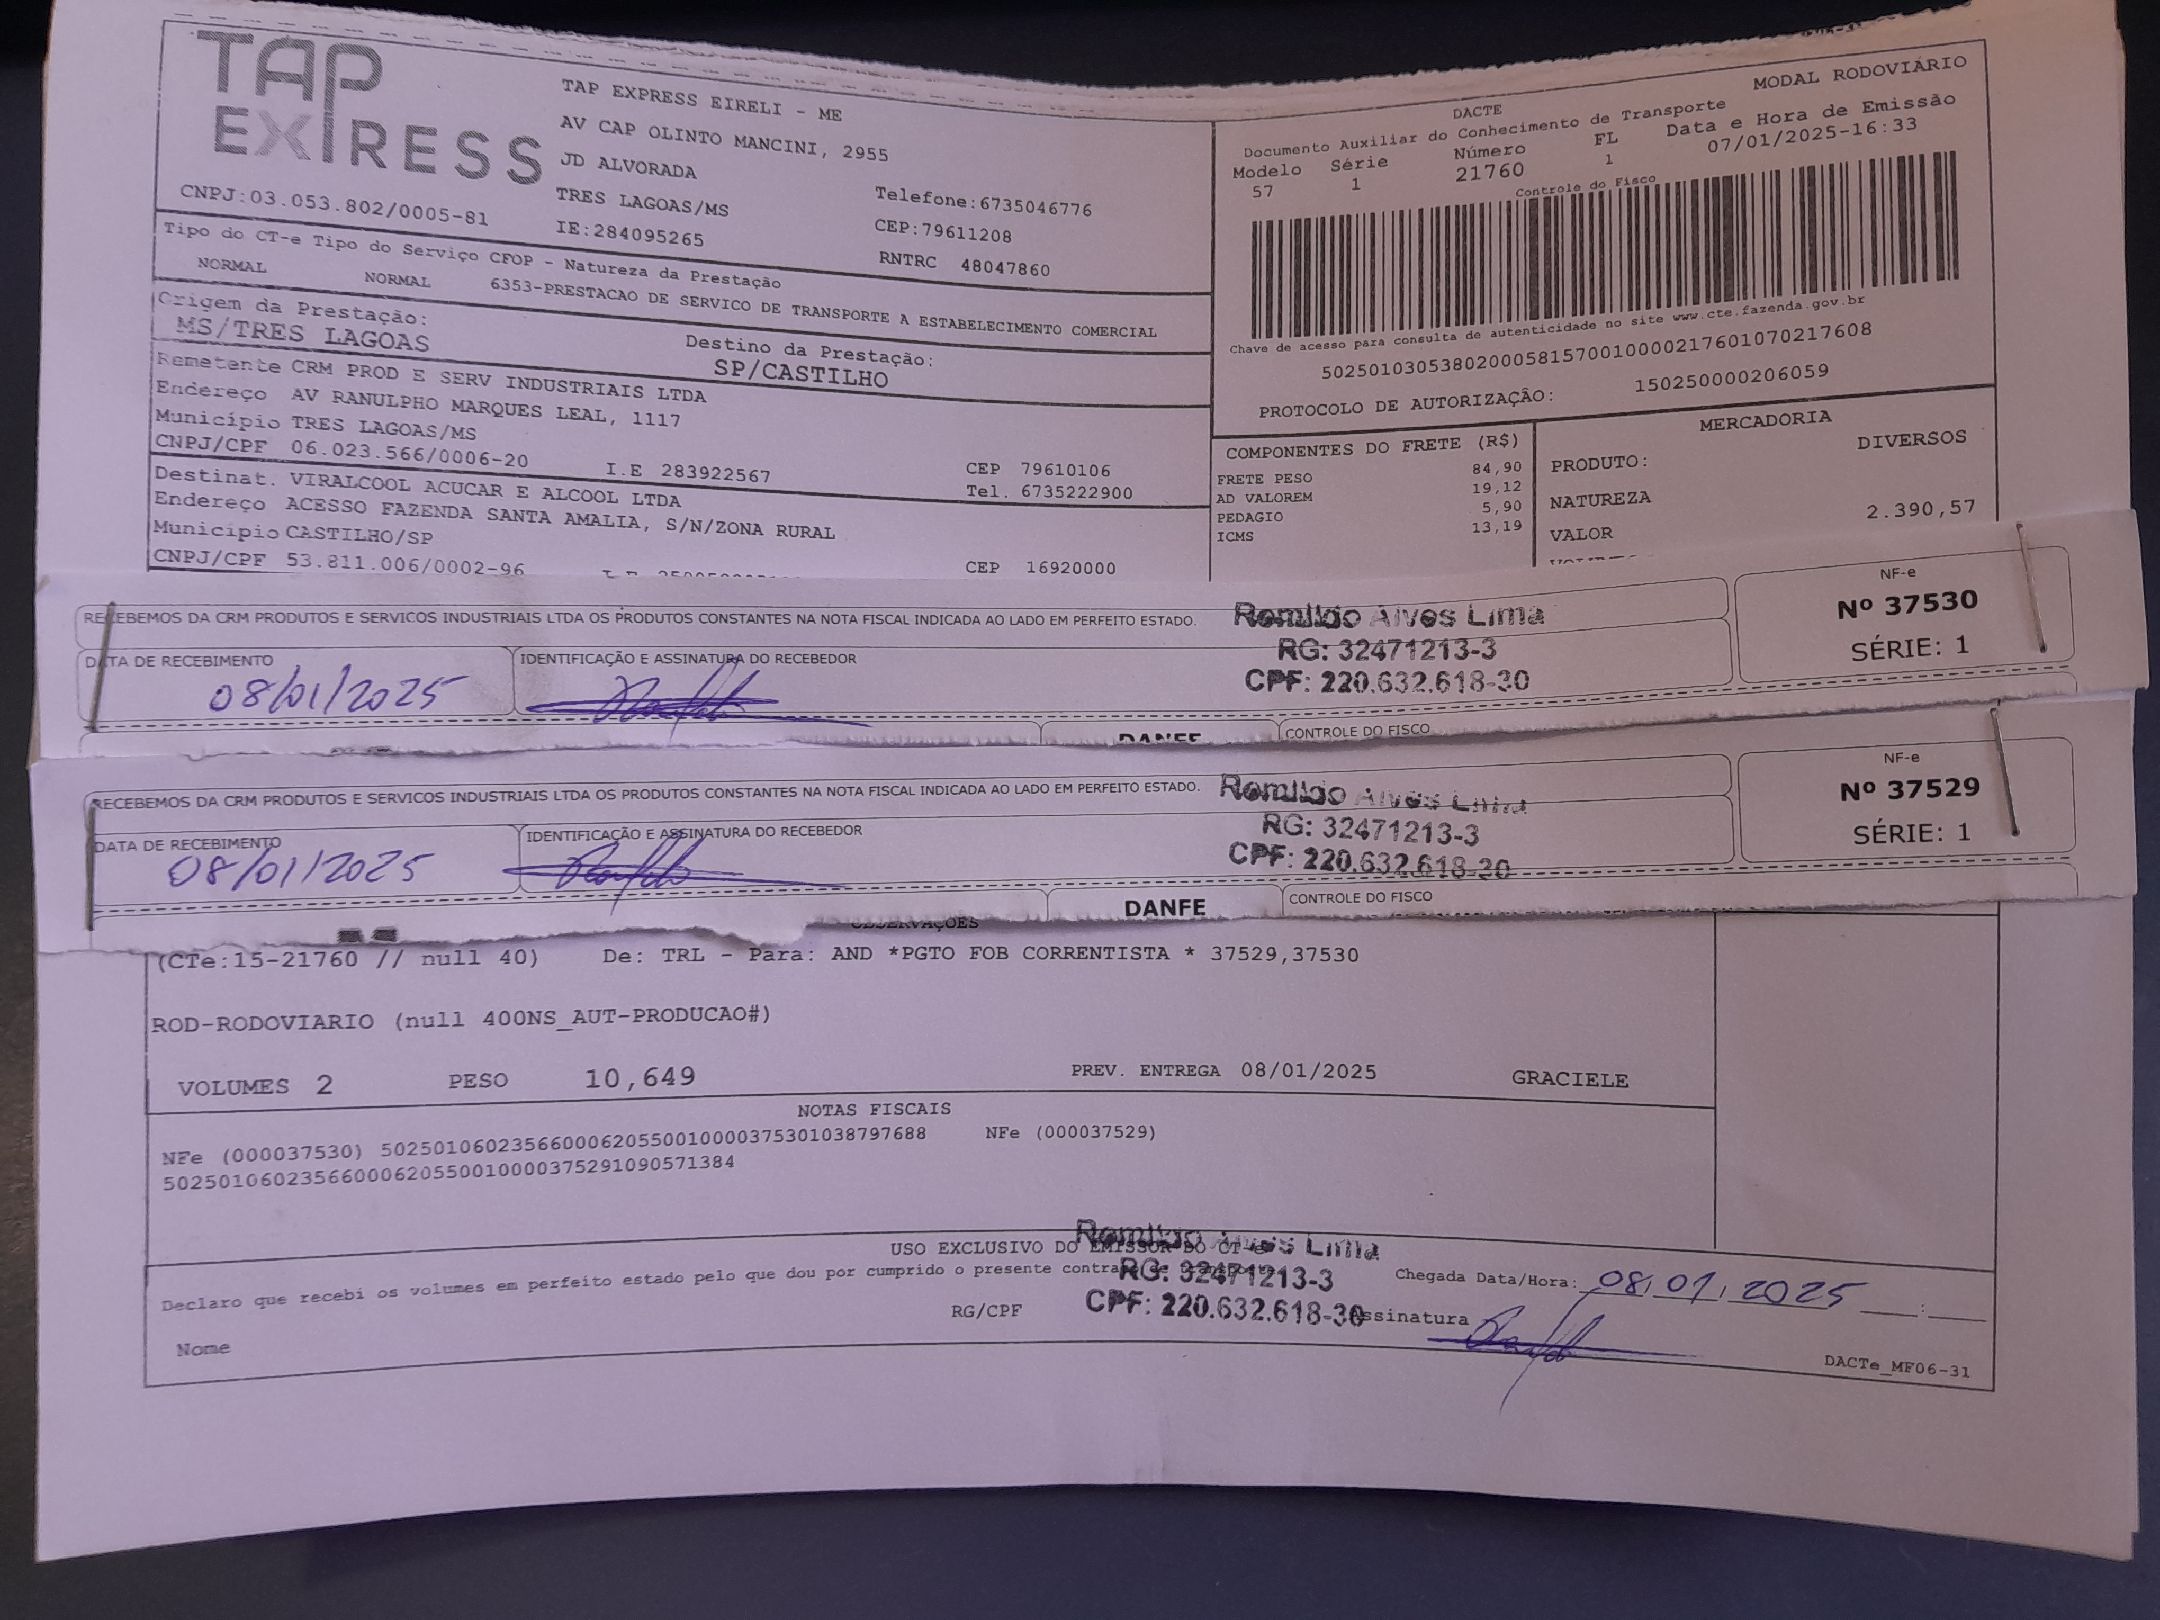 TAP
EXPRESS
TAP EXPRESS EIRELI - ME
AV CAP OLINTO MANCINI, 2955
JD ALVORADA
TRES LAGOAS/MS
Telefone:6735046776
CNPJ:03.053.802/0005-81
IE:284095265
CEP:79611208
RNTRC 48047860
DACTE
MODAL RODOVIÁRIO
Documento Auxiliar do Conhecimento de Transporte
Modelo Série Número FL Data e Hora de Emissão
57 1 21760 1 07/01/2025-16:33
Controle do Fisco
Chave de acesso para consulta de autenticidade no site www.cte.fazenda.gov.br
50250103053802000581570010000217601070217608
PROTOCOLO DE AUTORIZAÇÃO: 150250000206059
Tipo do CT-e Tipo do Serviço CFOP - Natureza da Prestação
NORMAL NORMAL 6353-PRESTACAO DE SERVICO DE TRANSPORTE A ESTABELECIMENTO COMERCIAL
Origem da Prestação:
MS/TRES LAGOAS
Destino da Prestação:
SP/CASTILHO
Remetente CRM PROD E SERV INDUSTRIAIS LTDA
Endereço AV RANULPHO MARQUES LEAL, 1117
Município TRES LAGOAS/MS
CEP 79610106
CNPJ/CPF 06.023.566/0006-20 I.E 283922567 Tel. 6735222900
Destinat. VIRALCOOL ACUCAR E ALCOOL LTDA
Endereço ACESSO FAZENDA SANTA AMALIA, S/N/ZONA RURAL
Município CASTILHO/SP
CEP 16920000
CNPJ/CPF 53.811.006/0002-96
COMPONENTES DO FRETE (R$)
FRETE PESO 84,90
AD VALOREM 19,12
PEDAGIO 5,90
ICMS 13,19
MERCADORIA
PRODUTO: DIVERSOS
NATUREZA
VALOR 2.390,57
RECEBEMOS DA CRM PRODUTOS E SERVICOS INDUSTRIAIS LTDA OS PRODUTOS CONSTANTES NA NOTA FISCAL INDICADA AO LADO EM PERFEITO ESTADO.
DATA DE RECEBIMENTO
08/01/2025
IDENTIFICAÇÃO E ASSINATURA DO RECEBEDOR
Romildo Alves Lima
RG: 32471213-3
CPF: 220.632.618-30
NF-e
Nº 37530
SÉRIE: 1
DANFE
CONTROLE DO FISCO
RECEBEMOS DA CRM PRODUTOS E SERVICOS INDUSTRIAIS LTDA OS PRODUTOS CONSTANTES NA NOTA FISCAL INDICADA AO LADO EM PERFEITO ESTADO.
DATA DE RECEBIMENTO
08/01/2025
IDENTIFICAÇÃO E ASSINATURA DO RECEBEDOR
Romildo Alves Lima
RG: 32471213-3
CPF: 220.632.618-30
NF-e
Nº 37529
SÉRIE: 1
DANFE
CONTROLE DO FISCO
OBSERVAÇÕES
(CTe:15-21760 // null 40) De: TRL - Para: AND *PGTO FOB CORRENTISTA * 37529,37530
ROD-RODOVIARIO (null 400NS_AUT-PRODUCAO#)
VOLUMES 2 PESO 10,649 PREV. ENTREGA 08/01/2025 GRACIELE
NOTAS FISCAIS
NFe (000037530) 50250106023566000620550010000375301038797688 NFe (000037529)
50250106023566000620550010000375291090571384
USO EXCLUSIVO DO EMISSOR DO CT-e
Romildo Alves Lima
RG: 32471213-3
CPF: 220.632.618-30
Declaro que recebi os volumes em perfeito estado pelo que dou por cumprido o presente contrato de
Chegada Data/Hora: 08/01/2025
RG/CPF
Assinatura
Nome
DACTe_MF06-31